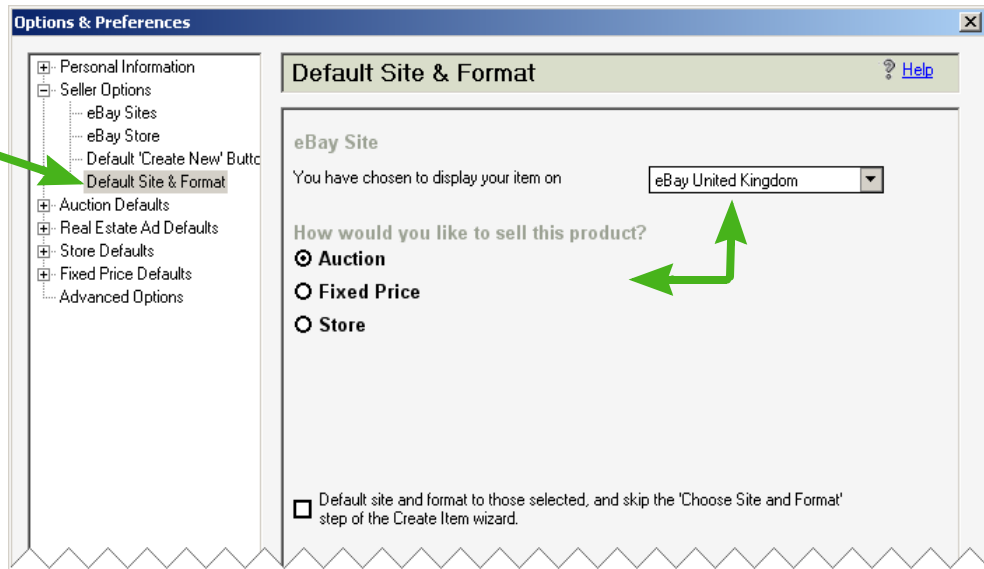 Options & Preferences
Personal Information
Seller Options
eBay Sites
eBay Store
Default 'Create New' Butto
Default Site & Format
Auction Defaults
Real Estate Ad Defaults
Store Defaults
Fixed Price Defaults
Advanced Options
Default Site & Format
? Help
eBay Site
You have chosen to display your item on
eBay United Kingdom
How would you like to sell this product?
Auction
Fixed Price
Store
Default site and format to those selected, and skip the 'Choose Site and Format'
step of the Create Item wizard.